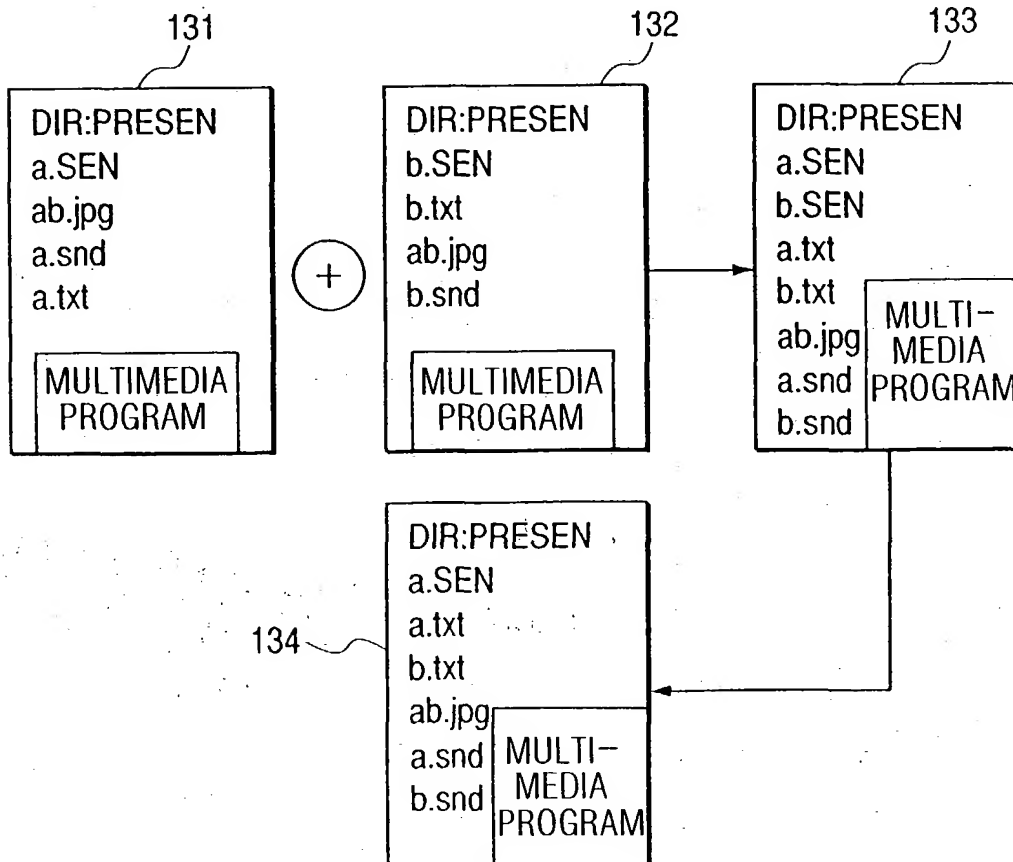 131
DIR:PRESEN
a.SEN
ab.jpg
a.snd
a.txt
MULTIMEDIA
PROGRAM
+
132
DIR:PRESEN
b.SEN
b.txt
ab.jpg
b.snd
MULTIMEDIA
PROGRAM
133
DIR:PRESEN
a.SEN
b.SEN
a.txt
b.txt
ab.jpg
a.snd
b.snd
MULTI-
MEDIA
PROGRAM
134
DIR:PRESEN
a.SEN
a.txt
b.txt
ab.jpg
a.snd
b.snd
MULTI-
MEDIA
PROGRAM